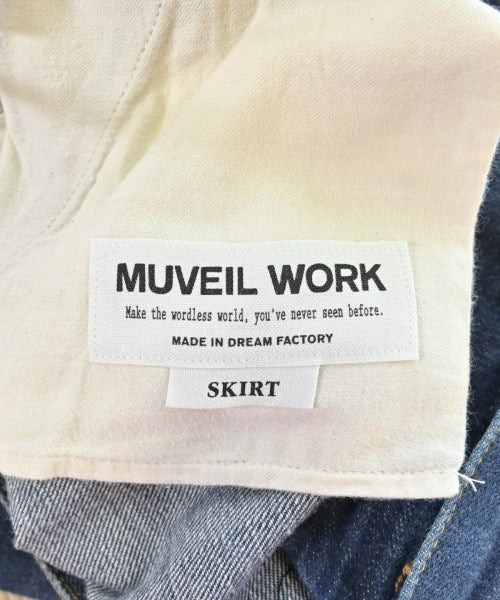 MUVEIL WORK
Make the wordless world, you've never seen before.
MADE IN DREAM FACTORY
SKIRT